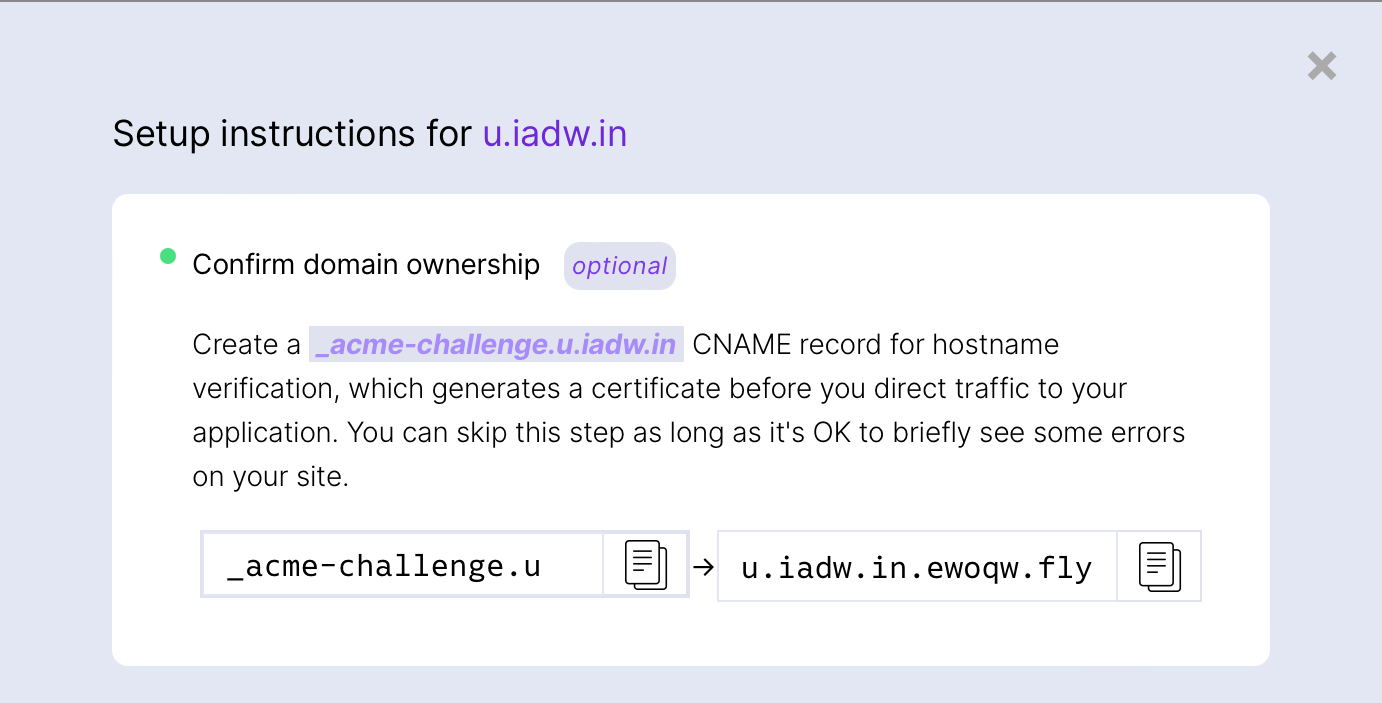 Setup instructions for u.iadw.in
Confirm domain ownership optional
Create a _acme-challenge.u.iadw.in CNAME record for hostname
verification, which generates a certificate before you direct traffic to your
application. You can skip this step as long as it's OK to briefly see some errors
on your site.
_acme-challenge.u → u.iadw.in.ewoqw.fly